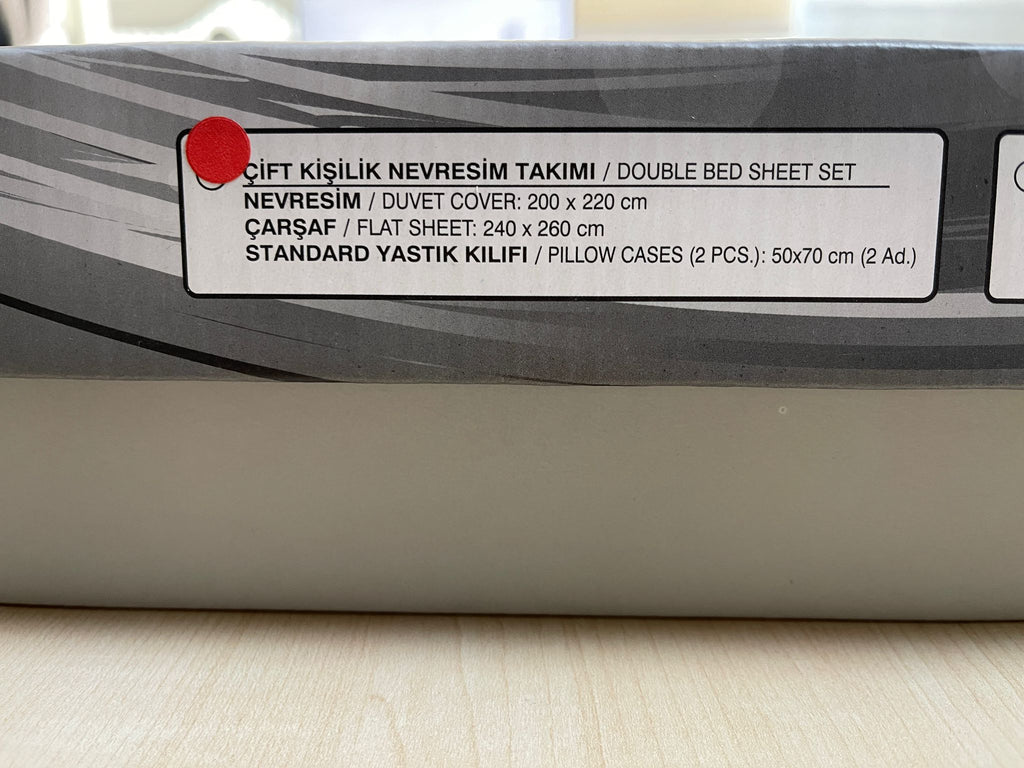 ÇİFT KİŞİLİK NEVRESİM TAKIMI / DOUBLE BED SHEET SET
NEVRESİM / DUVET COVER: 200 x 220 cm
ÇARŞAF / FLAT SHEET: 240 x 260 cm
STANDARD YASTIK KILIFI / PILLOW CASES (2 PCS.): 50x70 cm (2 Ad.)